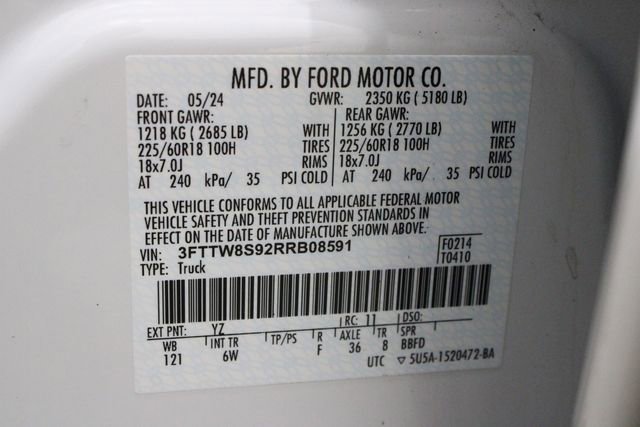 MFD. BY FORD MOTOR CO.
DATE: 05/24 GVWR: 2350 KG ( 5180 LB)
FRONT GAWR: REAR GAWR:
1218 KG ( 2685 LB) WITH 1256 KG ( 2770 LB) WITH
225/60R18 100H TIRES 225/60R18 100H TIRES
18x7.0J RIMS 18x7.0J RIMS
AT 240 kPa/ 35 PSI COLD AT 240 kPa/ 35 PSI COLD
THIS VEHICLE CONFORMS TO ALL APPLICABLE FEDERAL MOTOR
VEHICLE SAFETY AND THEFT PREVENTION STANDARDS IN
EFFECT ON THE DATE OF MANUFACTURE SHOWN ABOVE.
VIN: 3FTTW8S92RRB08591 F0214
TYPE: Truck T0410
EXT PNT: YZ RC: 11 DSO:
WB INT TR TP/PS R AXLE TR SPR
121 6W F 36 8 BBFD
UTC ▽ 5U5A-1520472-BA